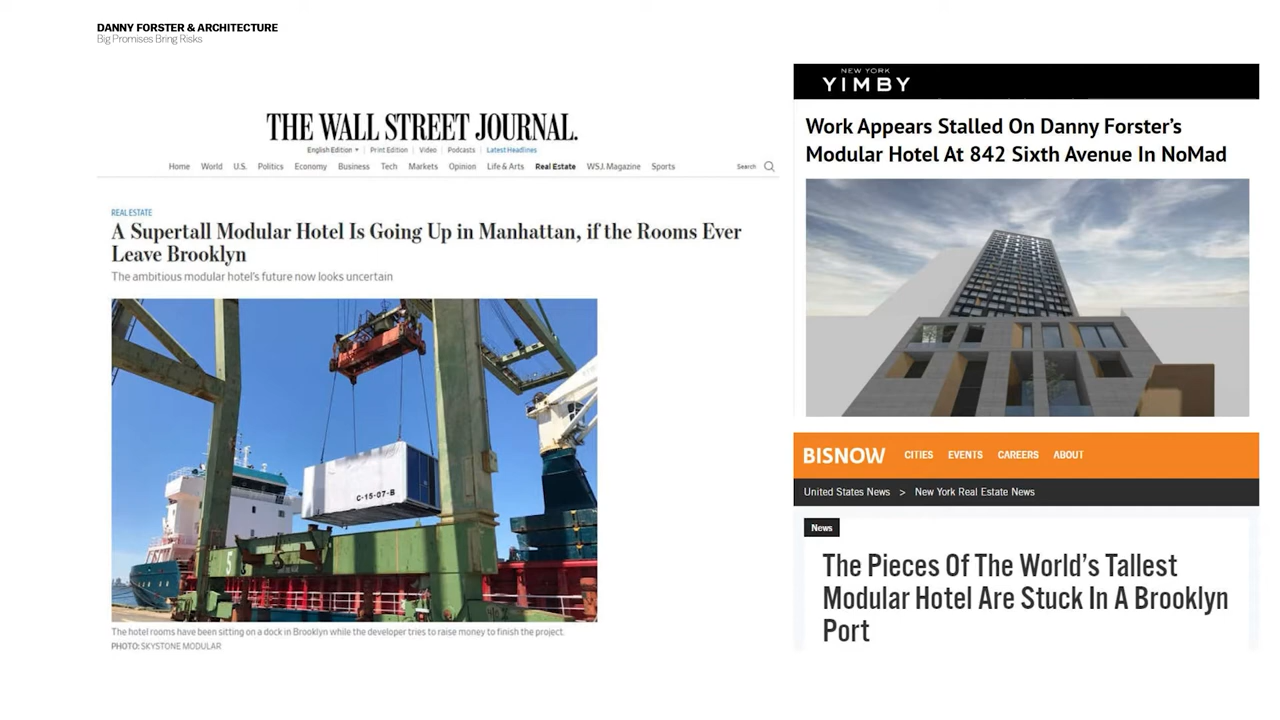 DANNY FORSTER & ARCHITECTURE
Big Promises Bring Risks
THE WALL STREET JOURNAL.
English Edition Print Edition Video Podcasts Latest Headlines
Home World U.S. Politics Economy Business Tech Markets Opinion Life & Arts Real Estate WSJ. Magazine Sports Search
REAL ESTATE
A Supertall Modular Hotel Is Going Up in Manhattan, if the Rooms Ever
Leave Brooklyn
The ambitious modular hotel's future now looks uncertain
5
C-15-07-B
The hotel rooms have been sitting on a dock in Brooklyn while the developer tries to raise money to finish the project.
PHOTO: SKYSTONE MODULAR
NEW YORK
YIMBY
Work Appears Stalled On Danny Forster's
Modular Hotel At 842 Sixth Avenue In NoMad
BISNOW CITIES EVENTS CAREERS ABOUT
United States News > New York Real Estate News
News
The Pieces Of The World's Tallest
Modular Hotel Are Stuck In A Brooklyn
Port